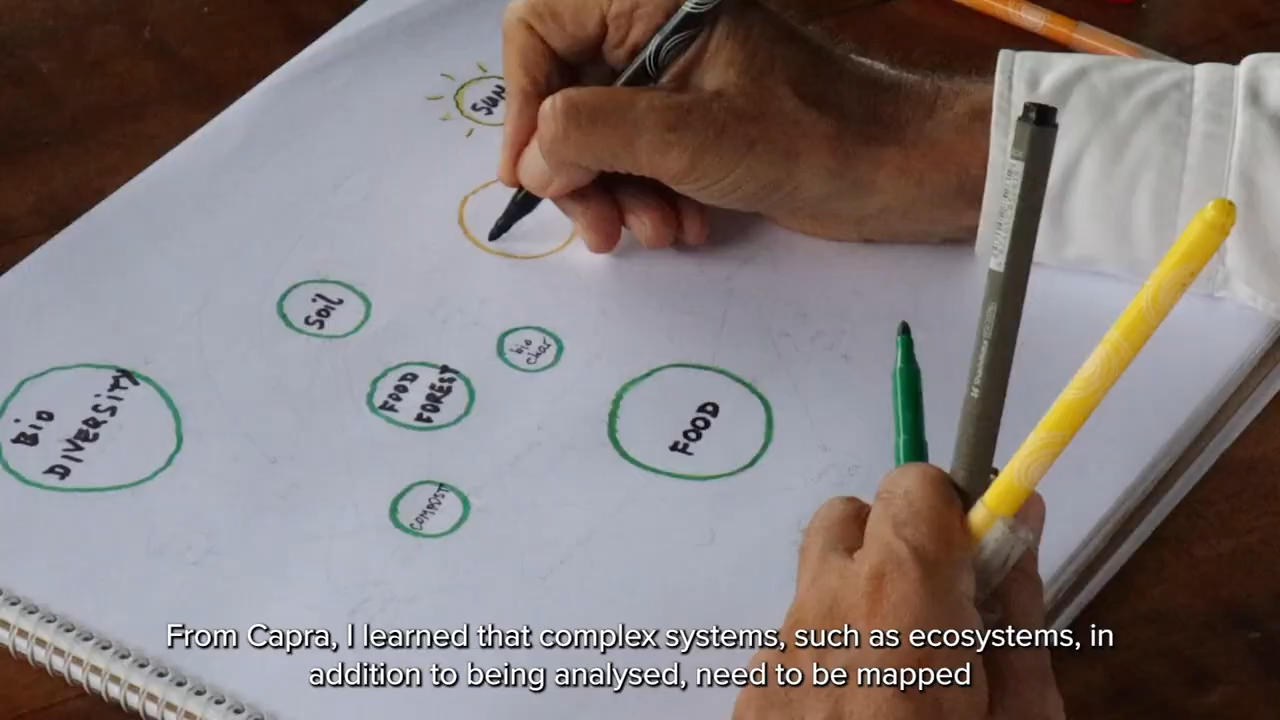 SUN
Soil
bio
char
FOOD
FOREST
FOOD
BiO
DIVERSITY
COMPOST
From Capra, I learned that complex systems, such as ecosystems, in
addition to being analysed, need to be mapped